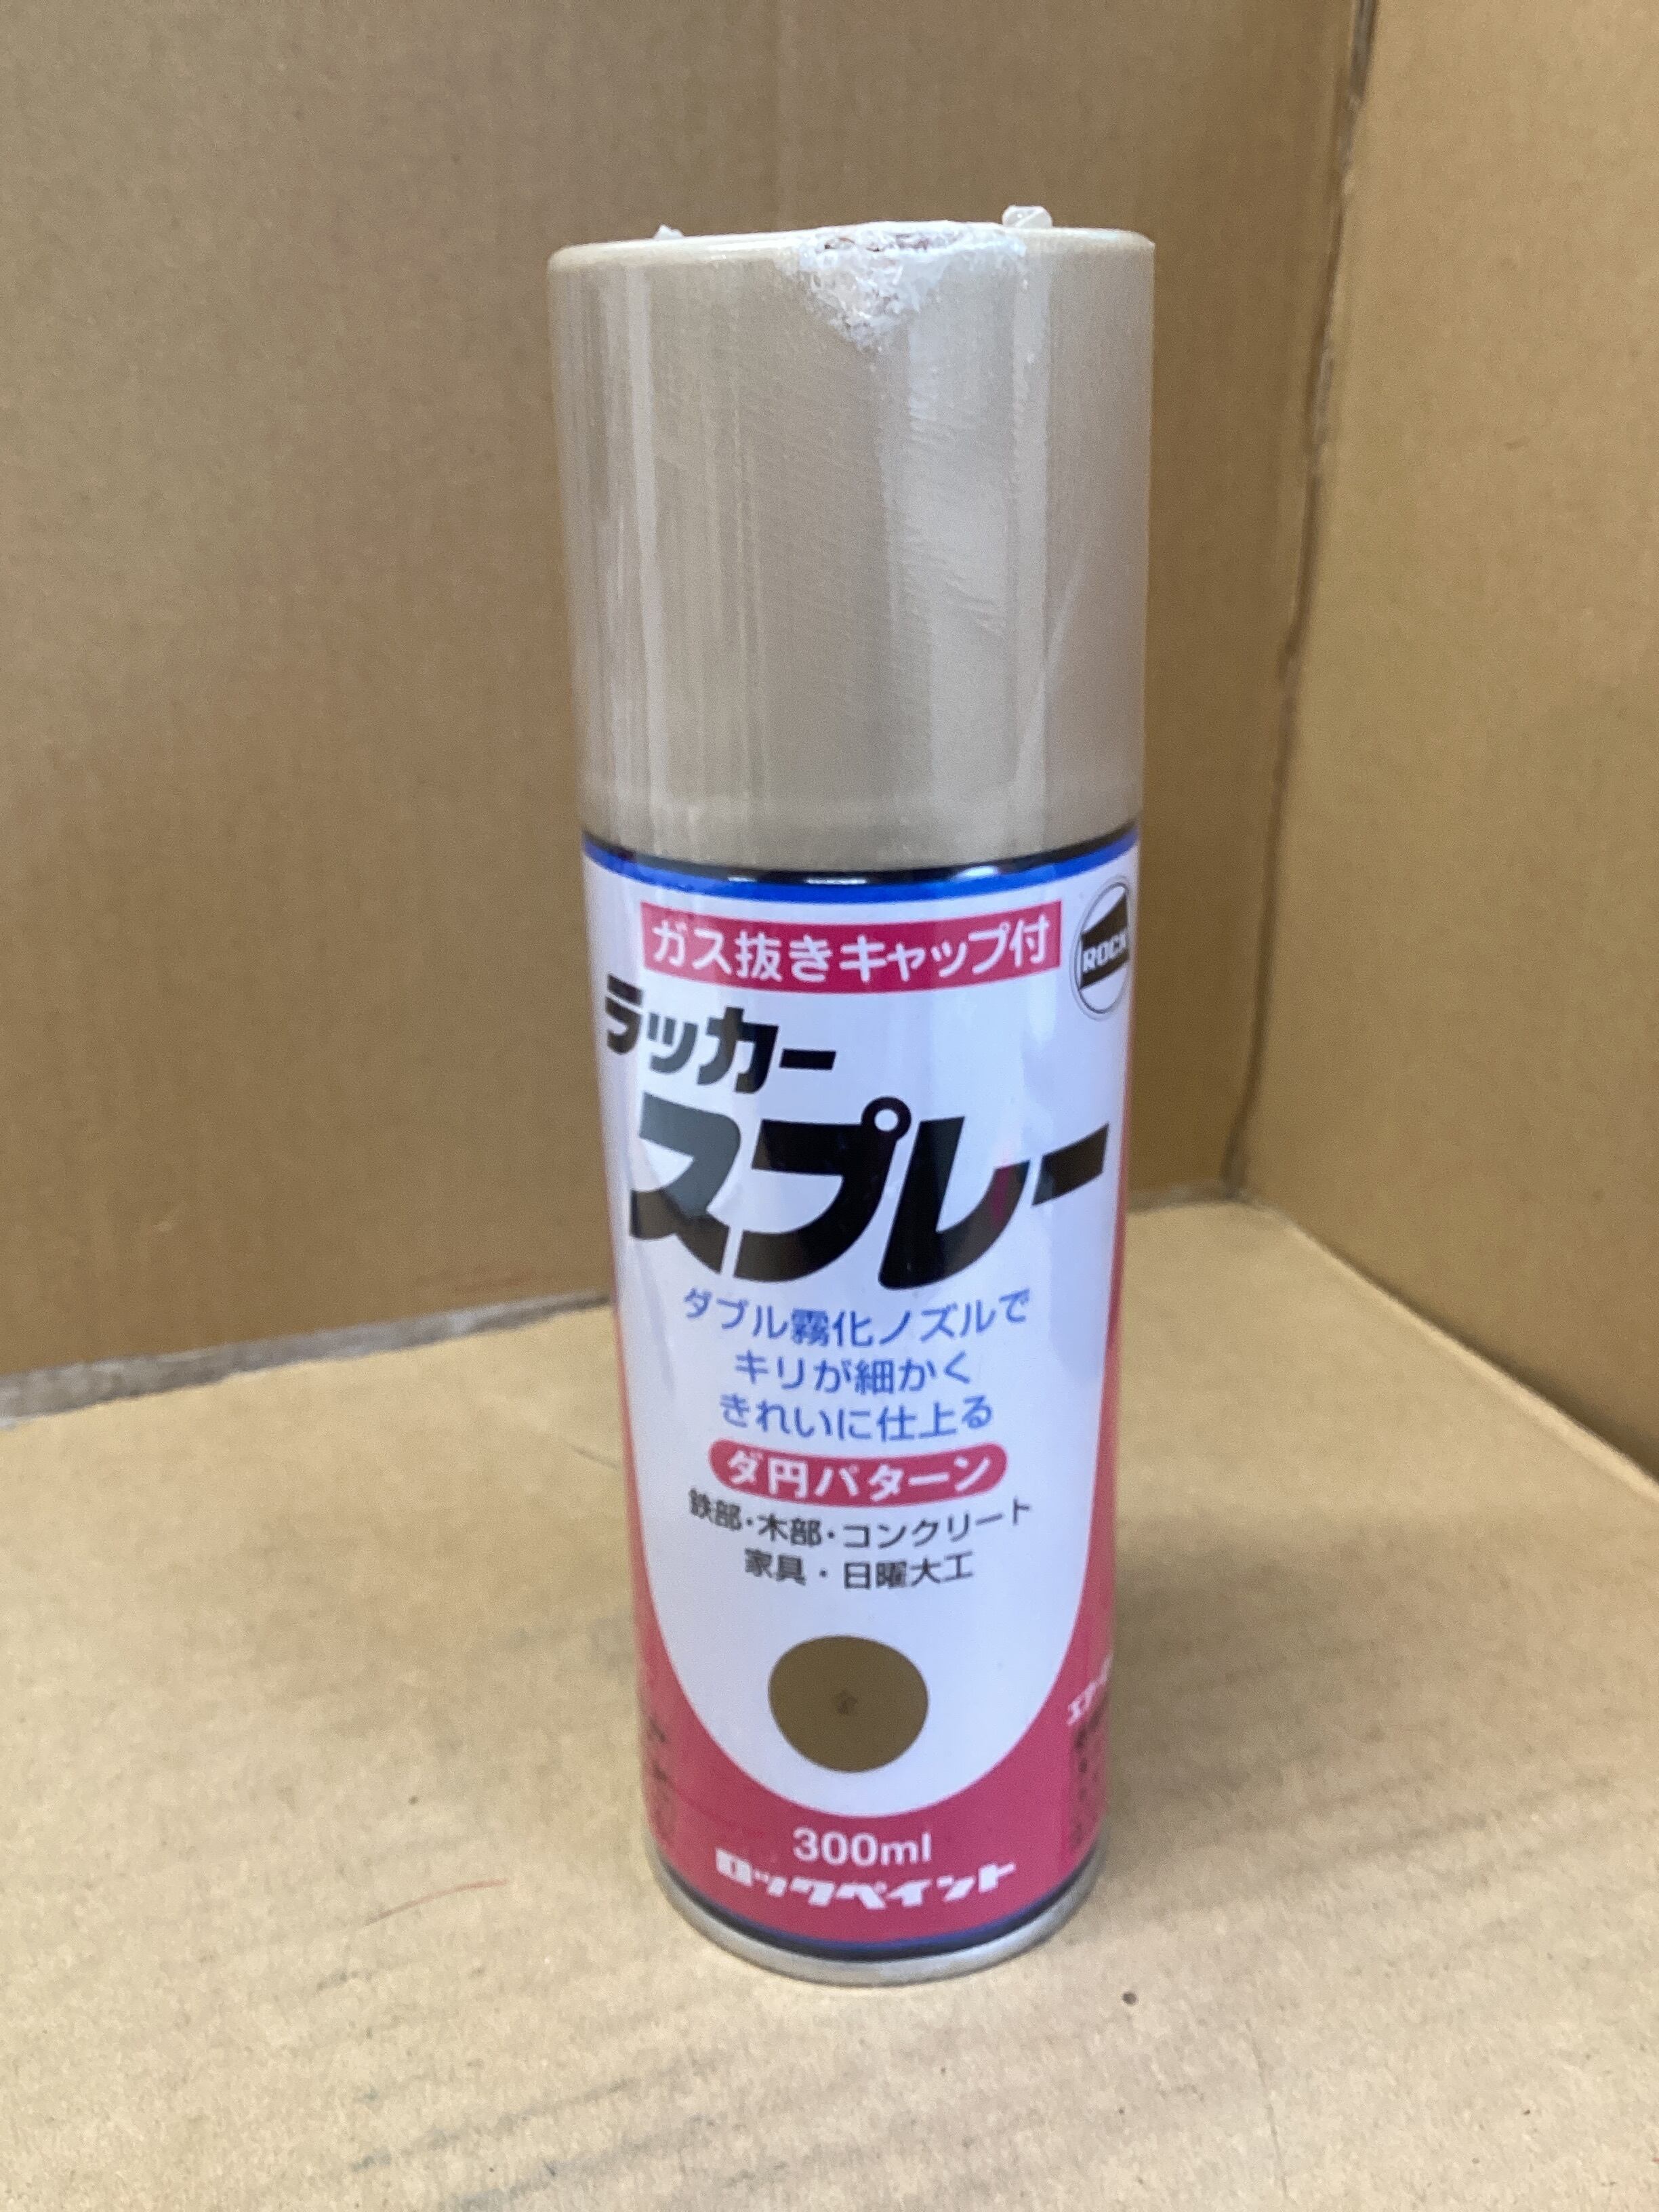 ガス抜きキャップ付
ROCK
ラッカー
スプレー
ダブル霧化ノズルで
キリが細かく
きれいに仕上る
ダ円パターン
鉄部・木部・コンクリート
家具・日曜大工
金
300ml
ロックペイント